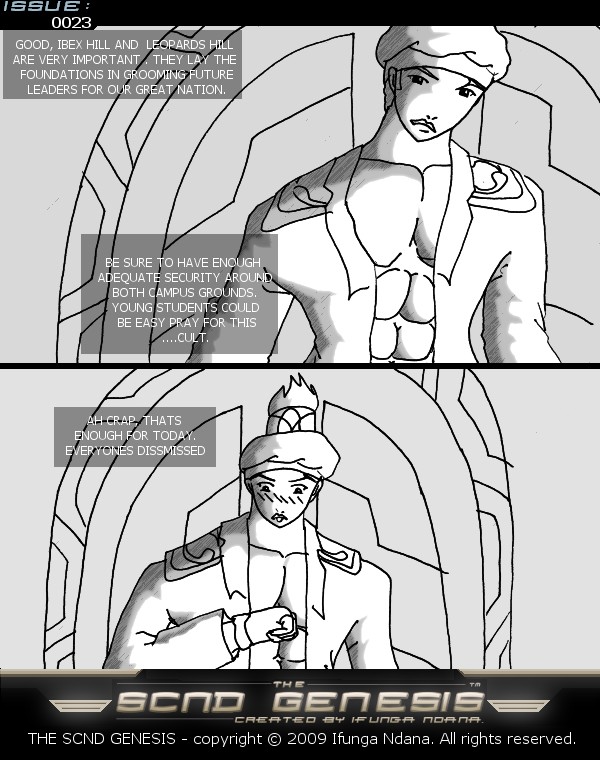 ISSUE:
0023
GOOD, IBEX HILL AND LEOPARDS HILL
ARE VERY IMPORTANT . THEY LAY THE
FOUNDATIONS IN GROOMING FUTURE
LEADERS FOR OUR GREAT NATION.
BE SURE TO HAVE ENOUGH
ADEQUATE SECURITY AROUND
BOTH CAMPUS GROUNDS.
YOUNG STUDENTS COULD
BE EASY PRAY FOR THIS
....CULT.
AH CRAP, THATS
ENOUGH FOR TODAY.
EVERYONES DISSMISSED
THE ™
SCND GENESIS
CREATED BY IFUNGA NDANA.
THE SCND GENESIS - copyright © 2009 Ifunga Ndana. All rights reserved.